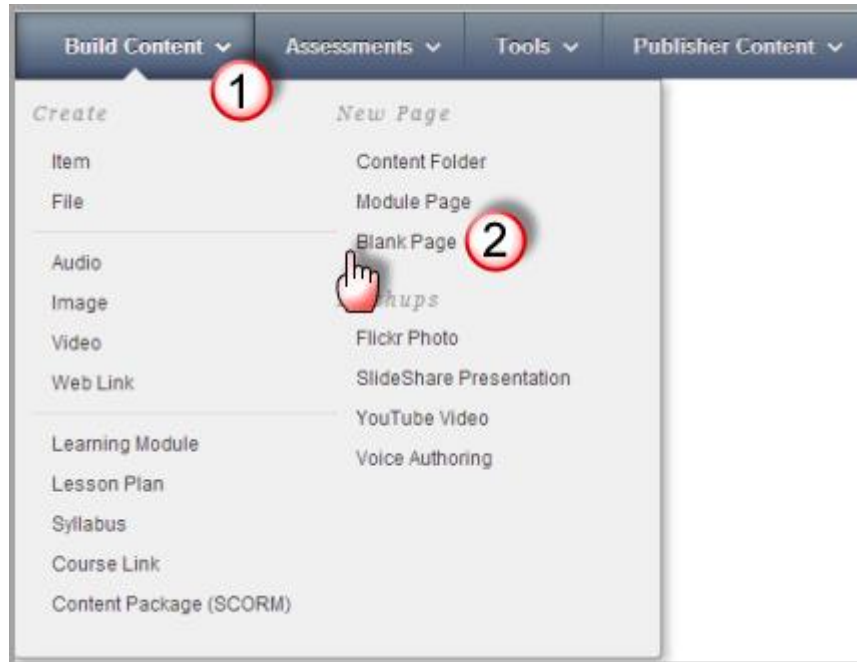 Build Content Assessments Tools Publisher Content
1
Create
Item
File
Audio
Image
Video
Web Link
Learning Module
Lesson Plan
Syllabus
Course Link
Content Package (SCORM)
New Page
Content Folder
Module Page
Blank Page 2
hups
Flickr Photo
SlideShare Presentation
YouTube Video
Voice Authoring